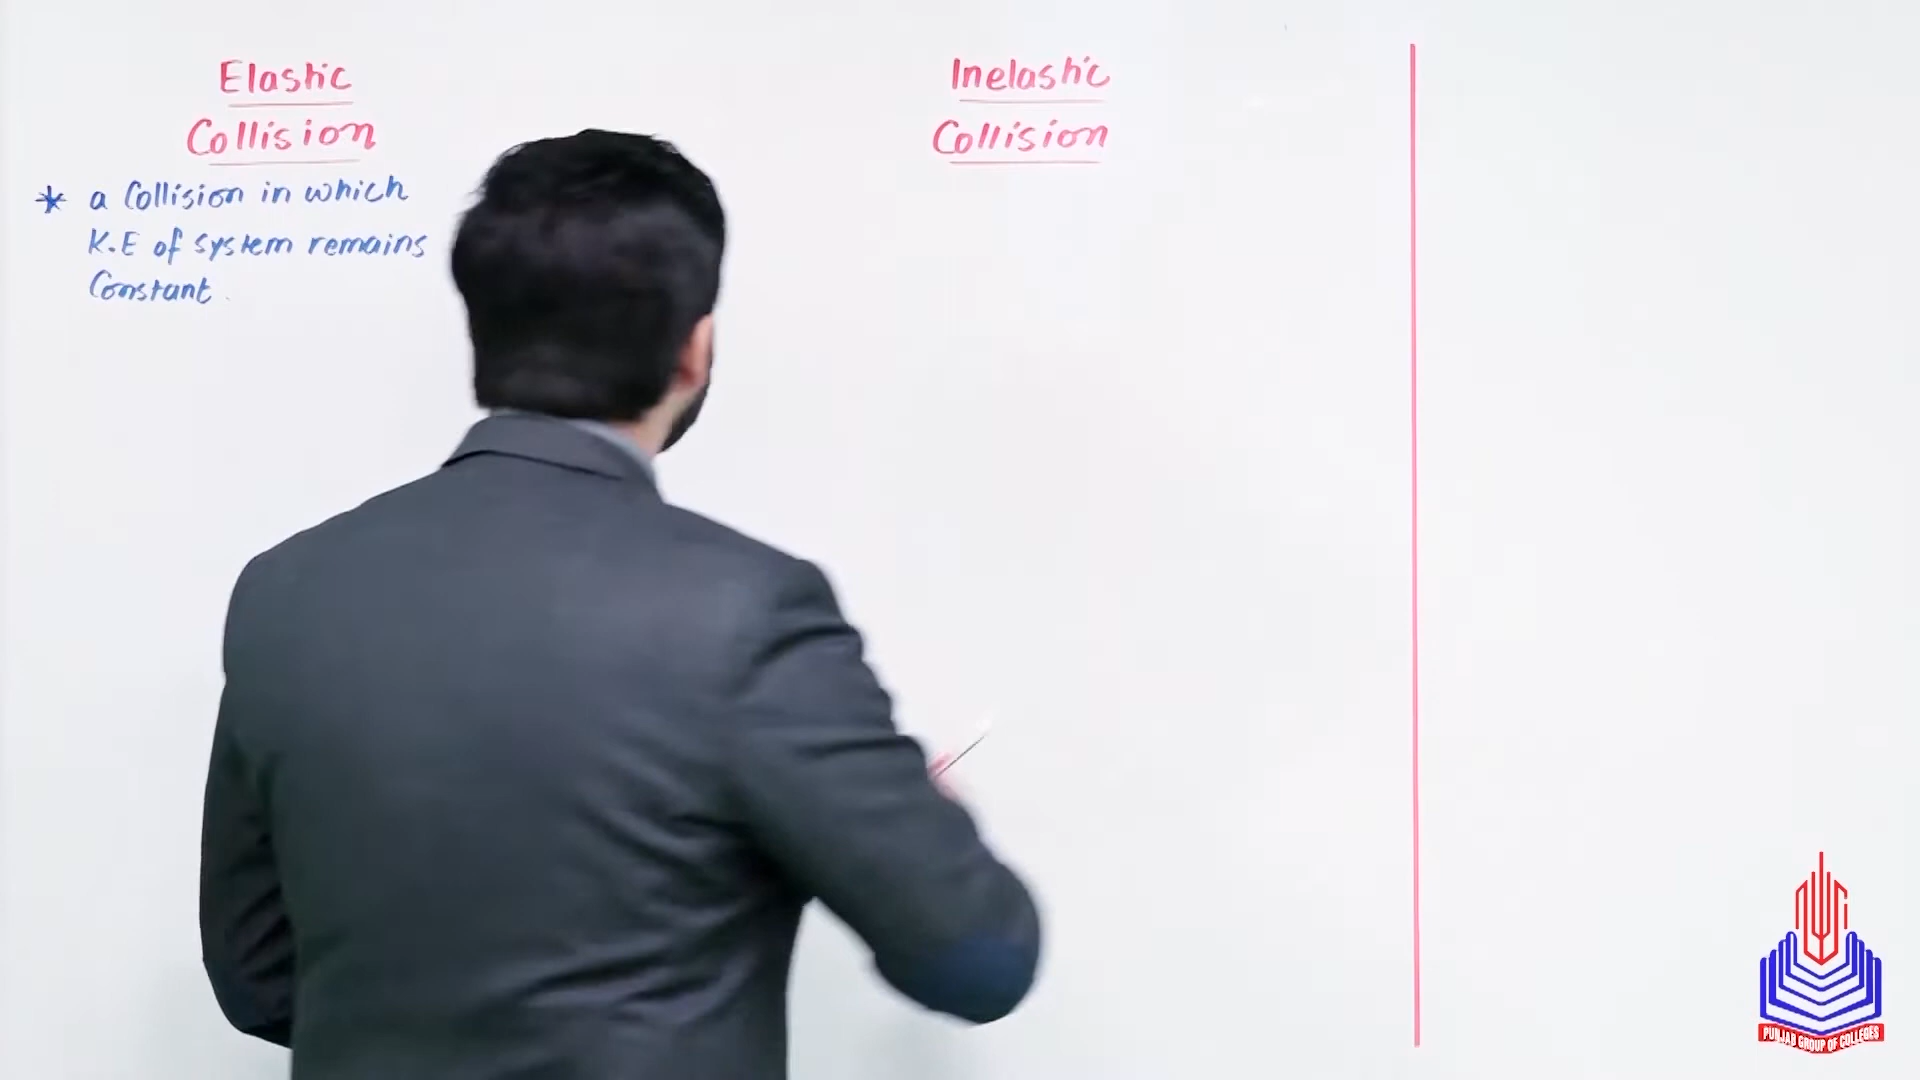 Elastic
Collision
* a Collision in which
K.E of system remains
Constant.
Inelastic
Collision
PUNJAB GROUP OF COLLEGES